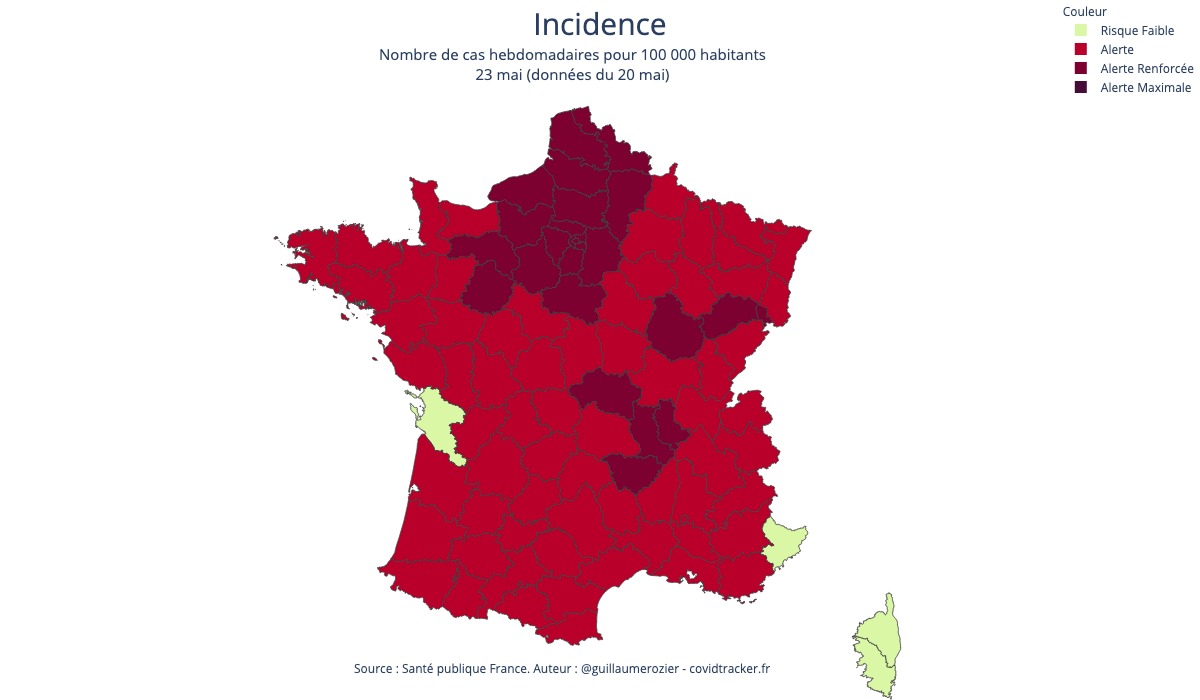 Incidence
Nombre de cas hebdomadaires pour 100 000 habitants
23 mai (données du 20 mai)
Couleur
Risque Faible
Alerte
Alerte Renforcée
Alerte Maximale
Source : Santé publique France. Auteur : @guillaumerozier - covidtracker.fr